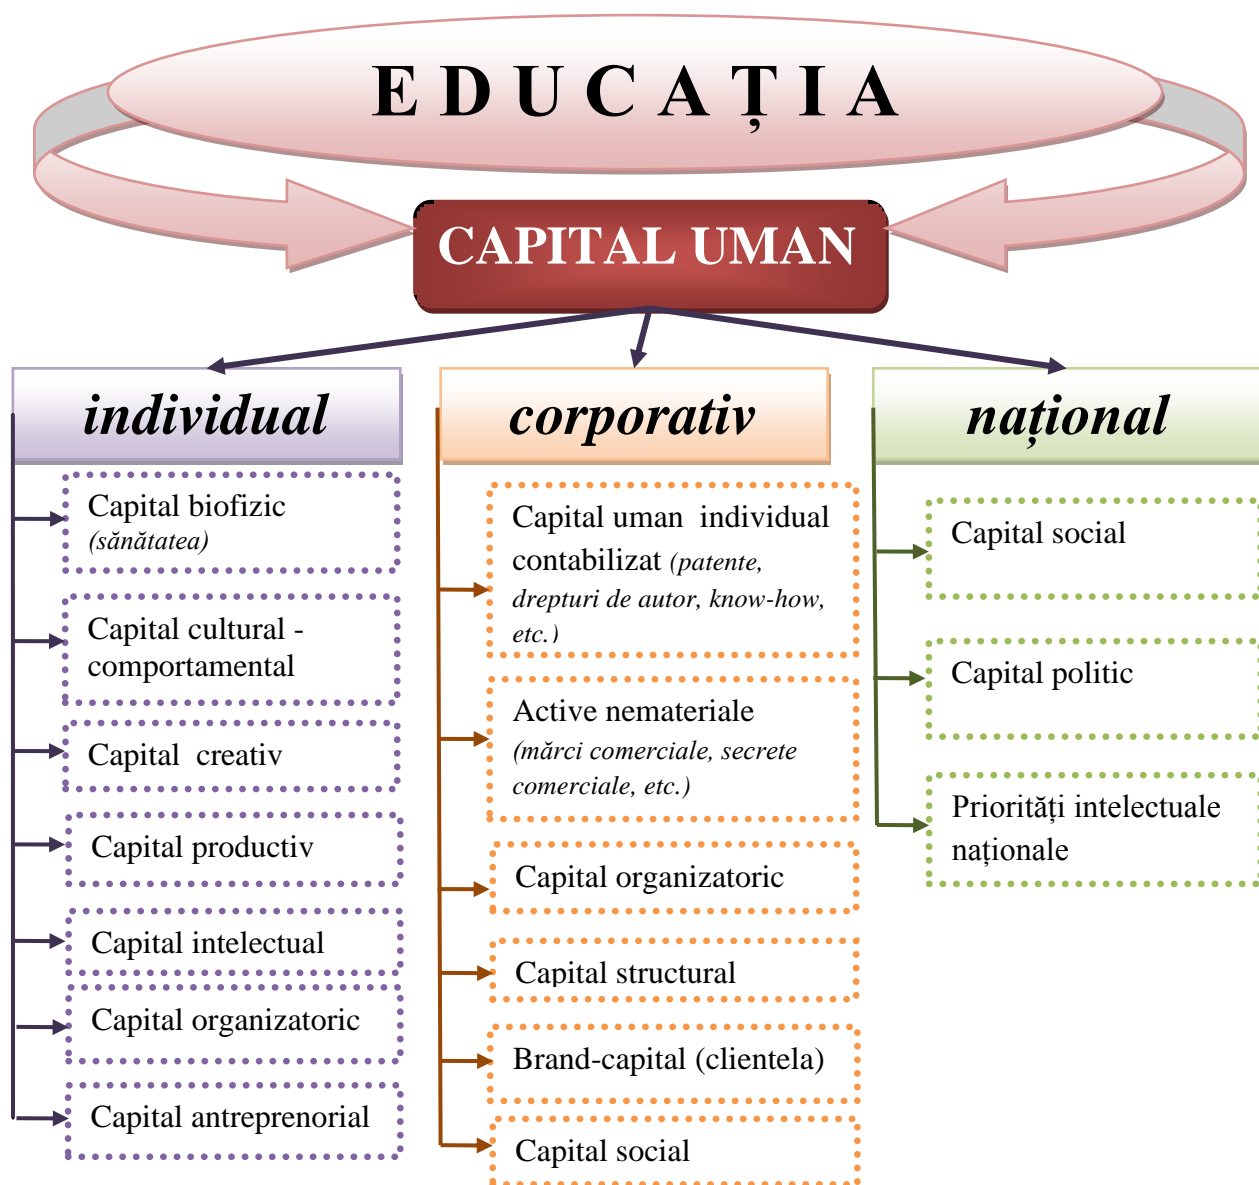 E D U C A Ț I A
CAPITAL UMAN
individual
Capital biofizic
(sănătatea)
Capital cultural -
comportamental
Capital creativ
Capital productiv
Capital intelectual
Capital organizatoric
Capital antreprenorial
corporativ
Capital uman individual
contabilizat (patente,
drepturi de autor, know-how,
etc.)
Active nemateriale
(mărci comerciale, secrete
comerciale, etc.)
Capital organizatoric
Capital structural
Brand-capital (clientela)
Capital social
național
Capital social
Capital politic
Priorități intelectuale
naționale